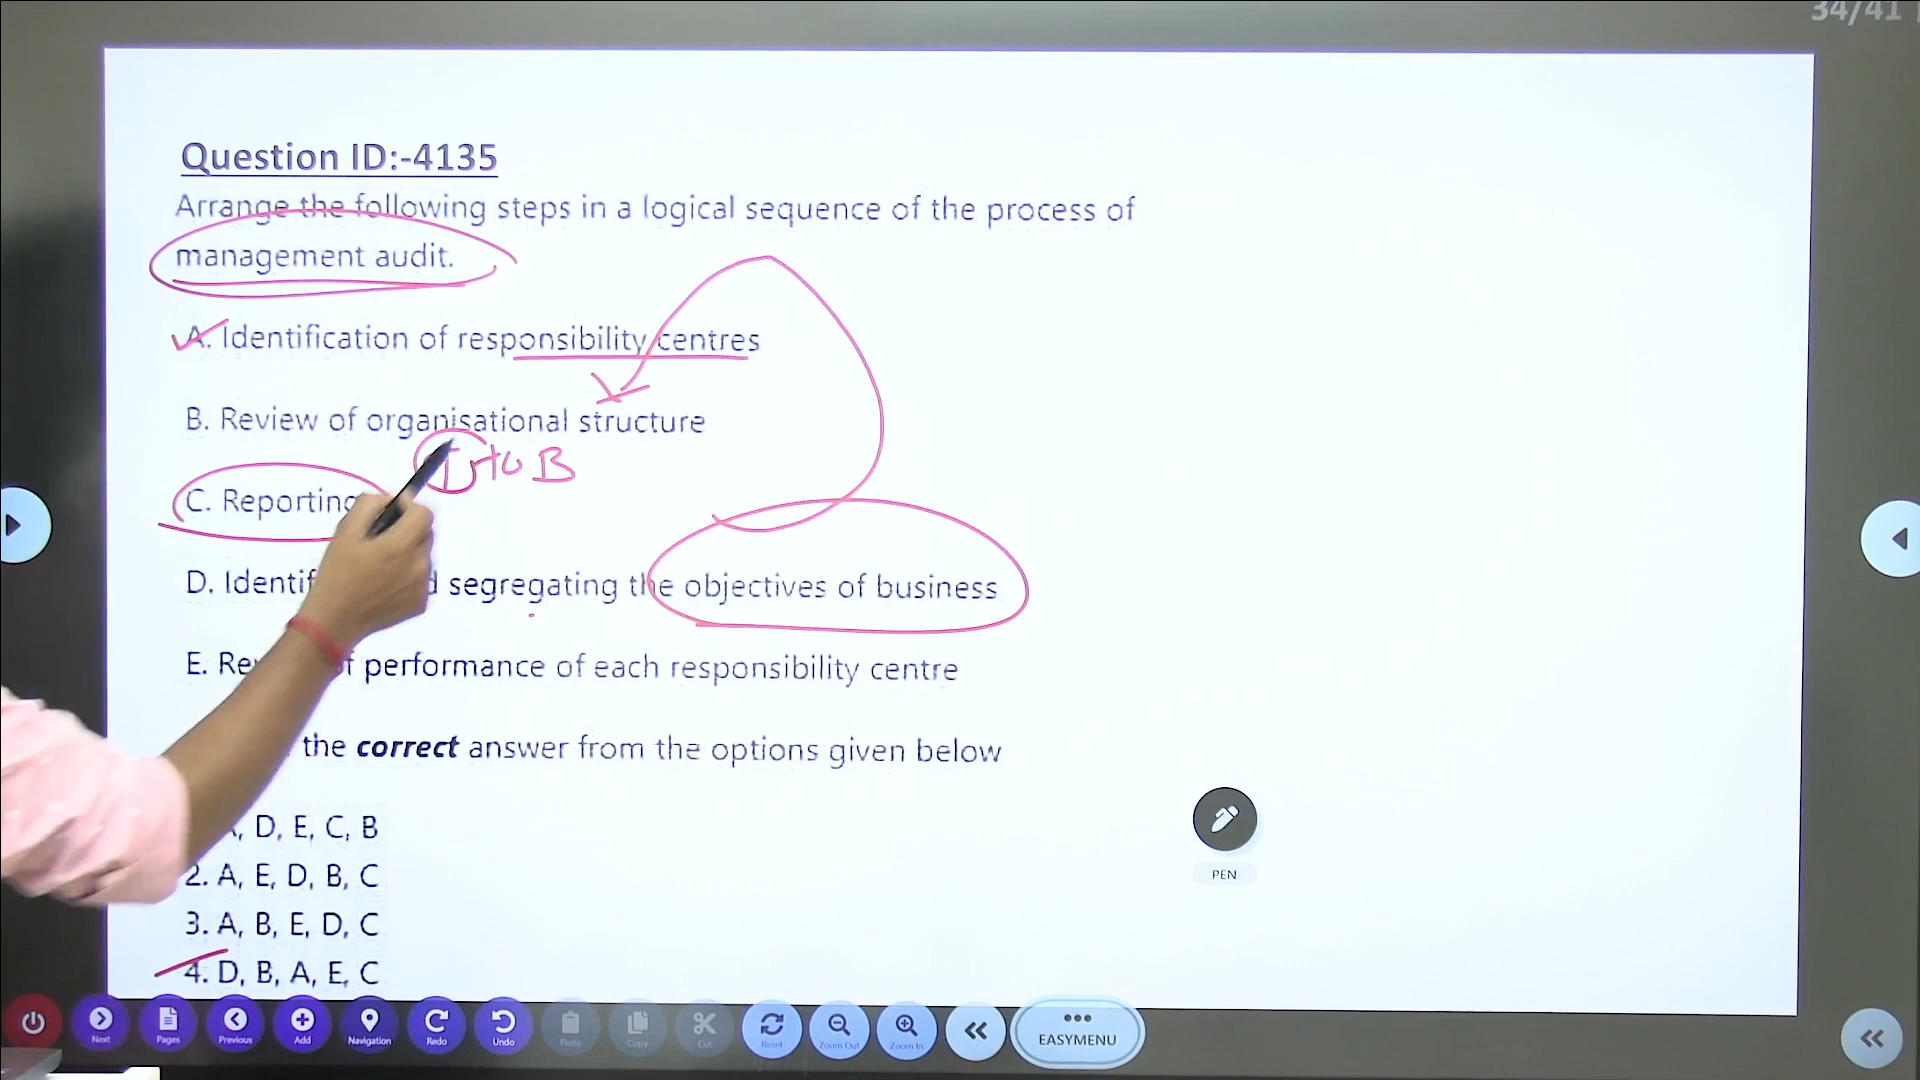 34/41
Question ID:-4135
Arrange the following steps in a logical sequence of the process of
management audit.
A. Identification of responsibility centres
B. Review of organisational structure
to B
C. Reporting
D. segregating the objectives of business
E. performance of each responsibility centre
the correct answer from the options given below
A, D, E, C, B
2. A, E, D, B, C
3. A, B, E, D, C
4. D, B, A, E, C
PEN
Next Pages Previous Add Navigation Redo Undo Paste Copy Cut Reset Zoom Out Zoom In EASYMENU